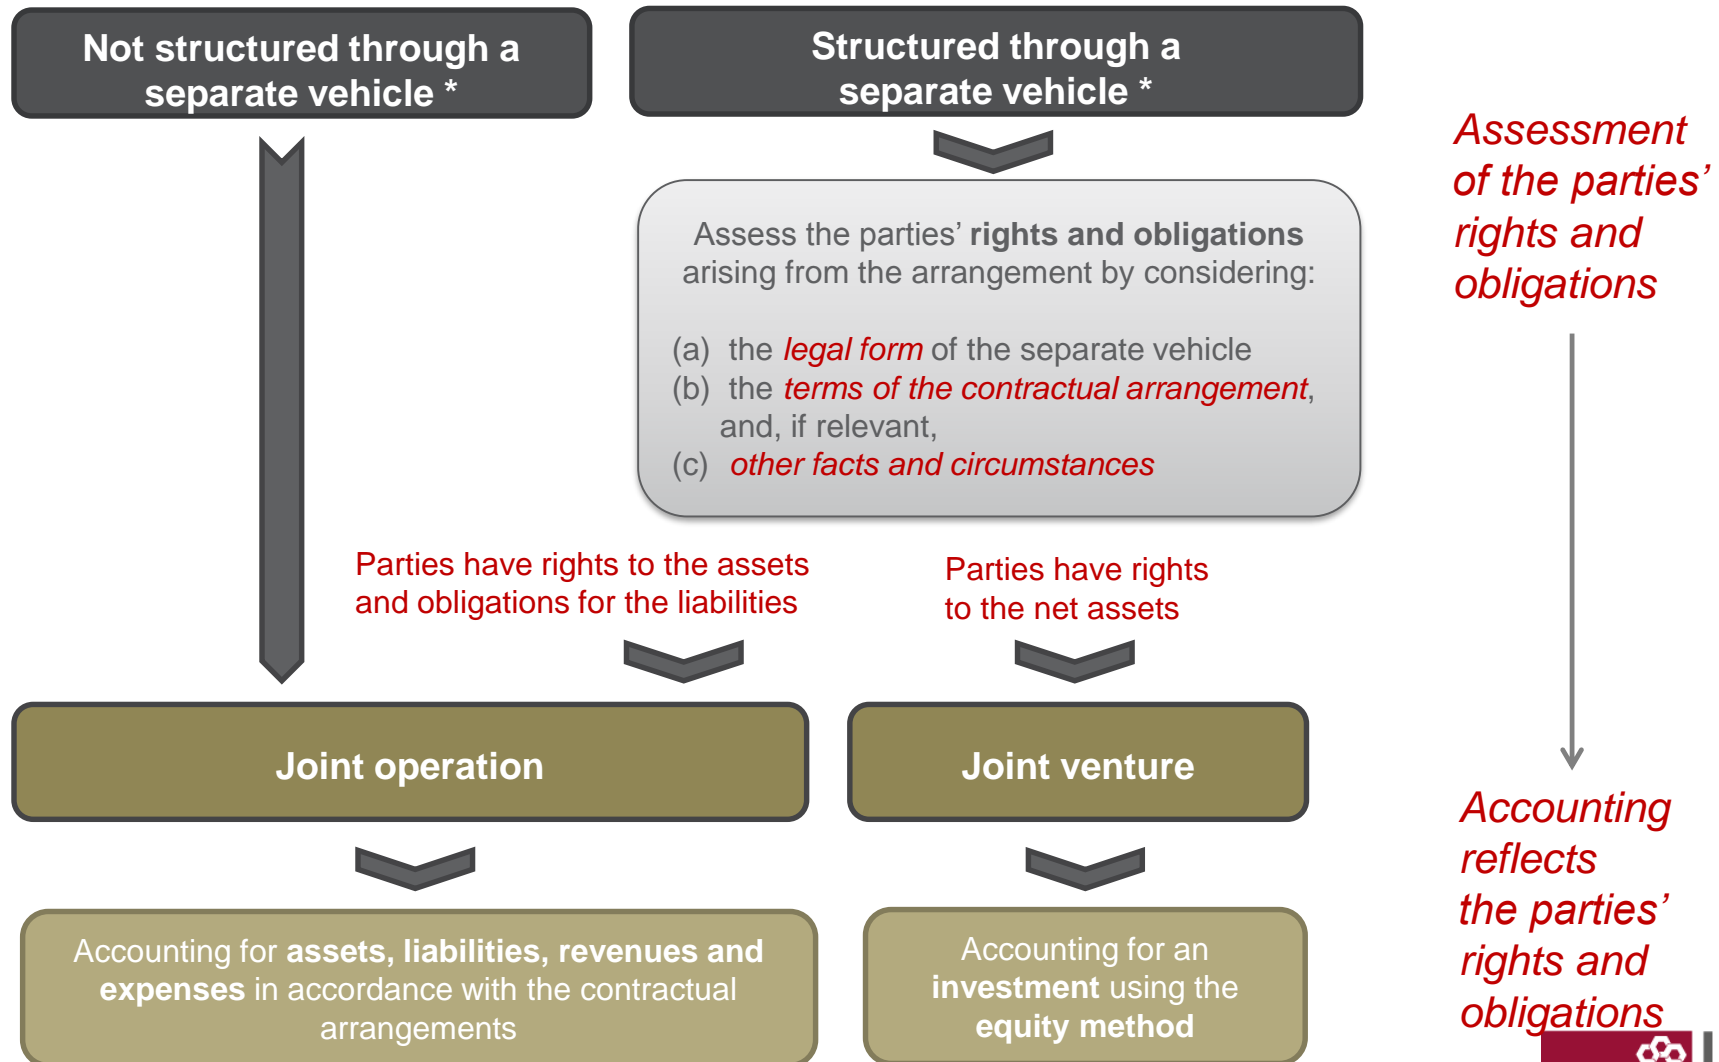 Not structured through a
separate vehicle *
Structured through a
separate vehicle *
Assess the parties’ rights and obligations
arising from the arrangement by considering:
(a) the legal form of the separate vehicle
(b) the terms of the contractual arrangement,
and, if relevant,
(c) other facts and circumstances
Parties have rights to the assets
and obligations for the liabilities
Parties have rights
to the net assets
Joint operation
Joint venture
Accounting for assets, liabilities, revenues and
expenses in accordance with the contractual
arrangements
Accounting for an
investment using the
equity method
Assessment
of the parties’
rights and
obligations
Accounting
reflects
the parties’
rights and
obligations